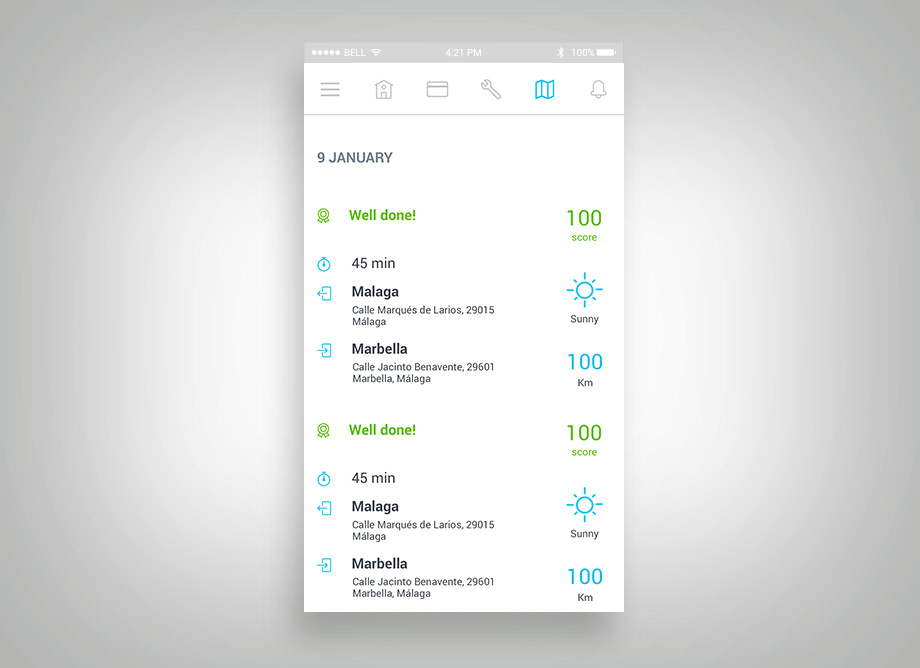 BELL 4:21 PM 100%
9 JANUARY
Well done! 100
score
45 min
Malaga
Calle Marqués de Larios, 29015
Málaga
Sunny
Marbella
Calle Jacinto Benavente, 29601
Marbella, Málaga
100
Km
Well done! 100
score
45 min
Malaga
Calle Marqués de Larios, 29015
Málaga
Sunny
Marbella
Calle Jacinto Benavente, 29601
Marbella, Málaga
100
Km